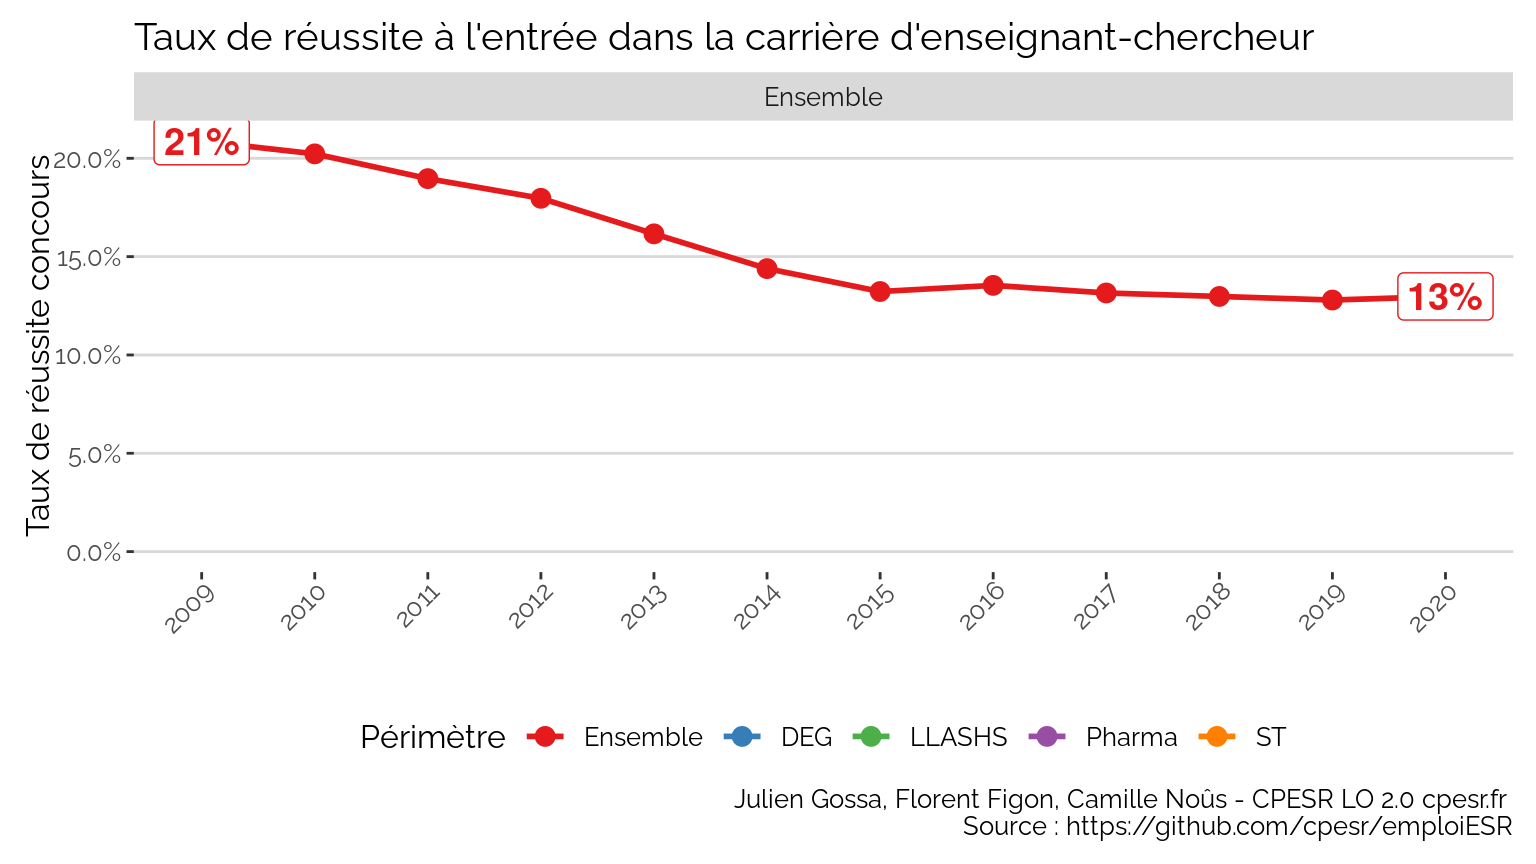 Taux de réussite à l'entrée dans la carrière d'enseignant-chercheur
Ensemble
Taux de réussite concours
20.0%
15.0%
10.0%
5.0%
0.0%
21%
13%
2009
2010
2011
2012
2013
2014
2015
2016
2017
2018
2019
2020
Périmètre
Ensemble
DEG
LLASHS
Pharma
ST
Julien Gossa, Florent Figon, Camille Noûs - CPESR LO 2.0 cpesr.fr
Source : https://github.com/cpesr/emploiESR